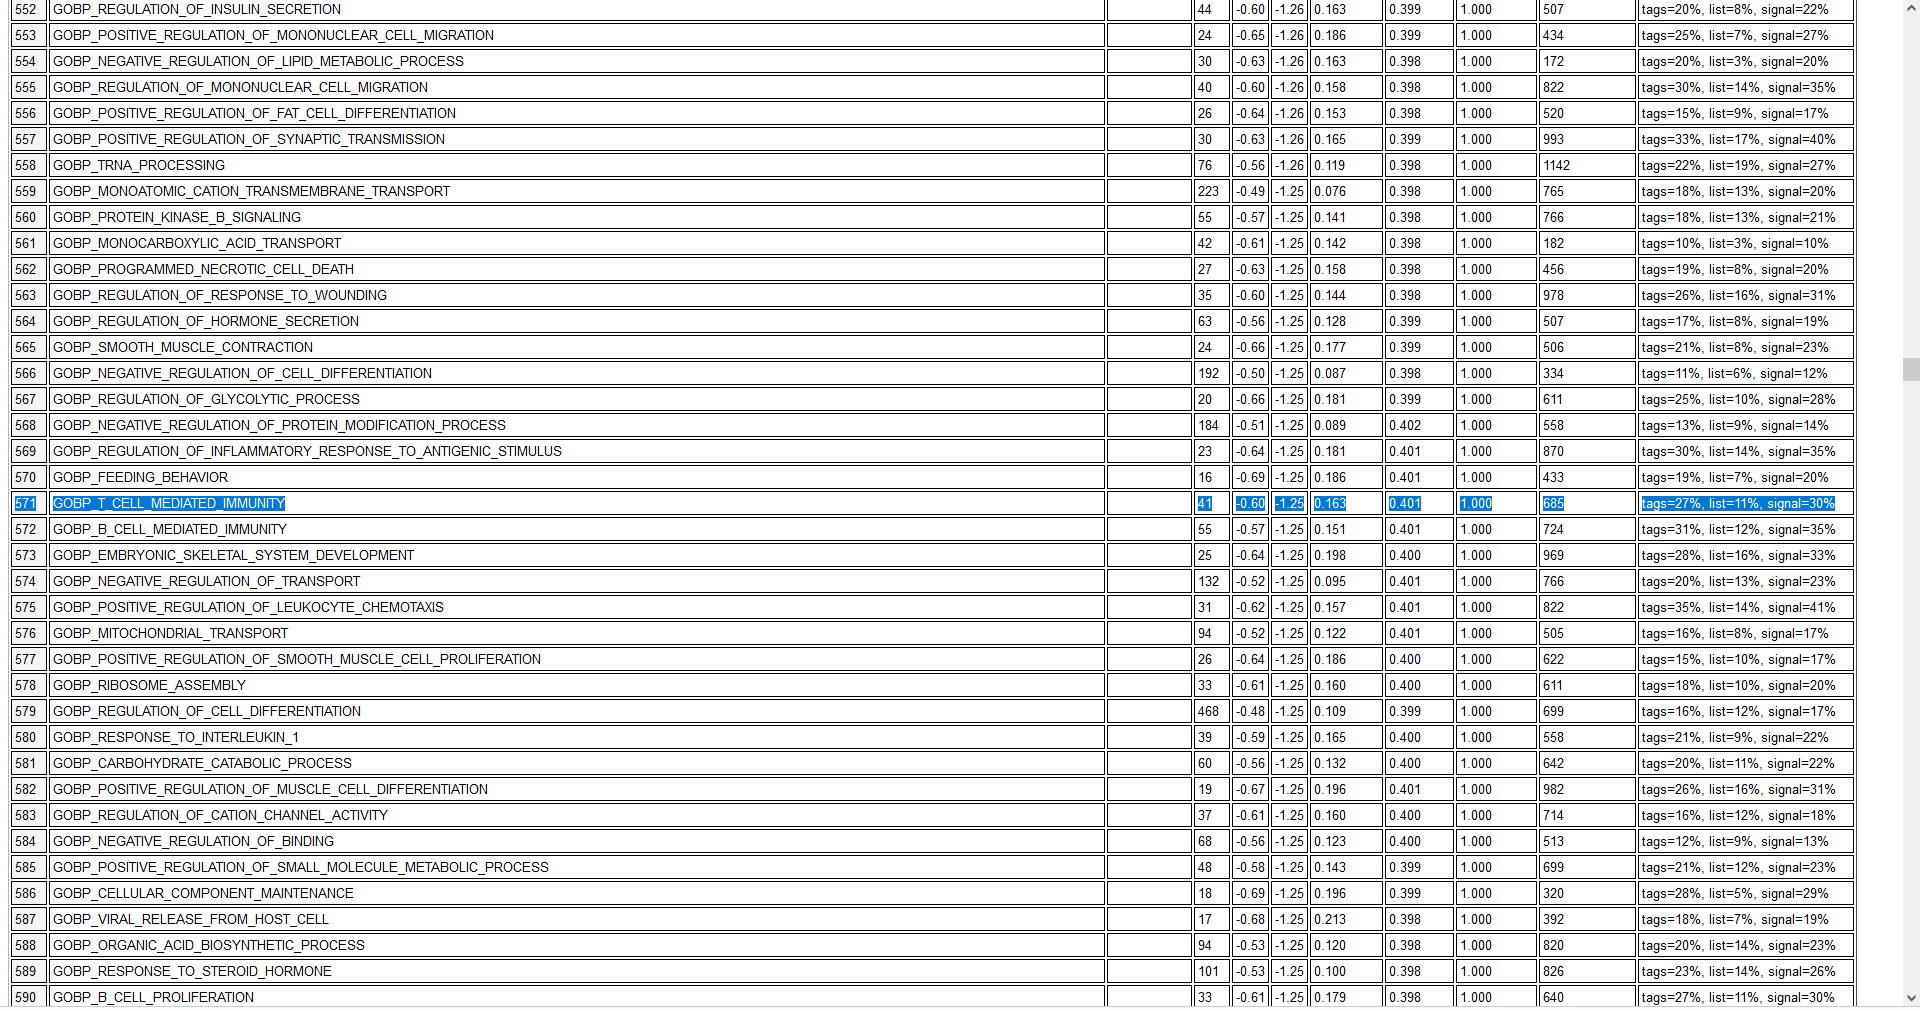 552 GOBP_REGULATION_OF_INSULIN_SECRETION 44 -0.60 -1.26 0.163 0.399 1.000 507 tags=20%, list=8%, signal=22%
553 GOBP_POSITIVE_REGULATION_OF_MONONUCLEAR_CELL_MIGRATION 24 -0.65 -1.26 0.186 0.399 1.000 434 tags=25%, list=7%, signal=27%
554 GOBP_NEGATIVE_REGULATION_OF_LIPID_METABOLIC_PROCESS 30 -0.63 -1.26 0.163 0.398 1.000 172 tags=20%, list=3%, signal=20%
555 GOBP_REGULATION_OF_MONONUCLEAR_CELL_MIGRATION 40 -0.60 -1.26 0.158 0.398 1.000 822 tags=30%, list=14%, signal=35%
556 GOBP_POSITIVE_REGULATION_OF_FAT_CELL_DIFFERENTIATION 26 -0.64 -1.26 0.153 0.398 1.000 520 tags=15%, list=9%, signal=17%
557 GOBP_POSITIVE_REGULATION_OF_SYNAPTIC_TRANSMISSION 30 -0.63 -1.26 0.165 0.399 1.000 993 tags=33%, list=17%, signal=40%
558 GOBP_TRNA_PROCESSING 76 -0.56 -1.26 0.119 0.398 1.000 1142 tags=22%, list=19%, signal=27%
559 GOBP_MONOATOMIC_CATION_TRANSMEMBRANE_TRANSPORT 223 -0.49 -1.25 0.076 0.398 1.000 765 tags=18%, list=13%, signal=20%
560 GOBP_PROTEIN_KINASE_B_SIGNALING 55 -0.57 -1.25 0.141 0.398 1.000 766 tags=18%, list=13%, signal=21%
561 GOBP_MONOCARBOXYLIC_ACID_TRANSPORT 42 -0.61 -1.25 0.142 0.398 1.000 182 tags=10%, list=3%, signal=10%
562 GOBP_PROGRAMMED_NECROTIC_CELL_DEATH 27 -0.63 -1.25 0.158 0.398 1.000 456 tags=19%, list=8%, signal=20%
563 GOBP_REGULATION_OF_RESPONSE_TO_WOUNDING 35 -0.60 -1.25 0.144 0.398 1.000 978 tags=26%, list=16%, signal=31%
564 GOBP_REGULATION_OF_HORMONE_SECRETION 63 -0.56 -1.25 0.128 0.399 1.000 507 tags=17%, list=8%, signal=19%
565 GOBP_SMOOTH_MUSCLE_CONTRACTION 24 -0.66 -1.25 0.177 0.399 1.000 506 tags=21%, list=8%, signal=23%
566 GOBP_NEGATIVE_REGULATION_OF_CELL_DIFFERENTIATION 192 -0.50 -1.25 0.087 0.398 1.000 334 tags=11%, list=6%, signal=12%
567 GOBP_REGULATION_OF_GLYCOLYTIC_PROCESS 20 -0.66 -1.25 0.181 0.399 1.000 611 tags=25%, list=10%, signal=28%
568 GOBP_NEGATIVE_REGULATION_OF_PROTEIN_MODIFICATION_PROCESS 184 -0.51 -1.25 0.089 0.402 1.000 558 tags=13%, list=9%, signal=14%
569 GOBP_REGULATION_OF_INFLAMMATORY_RESPONSE_TO_ANTIGENIC_STIMULUS 23 -0.64 -1.25 0.181 0.401 1.000 870 tags=30%, list=14%, signal=35%
570 GOBP_FEEDING_BEHAVIOR 16 -0.69 -1.25 0.186 0.401 1.000 433 tags=19%, list=7%, signal=20%
571 GOBP_T_CELL_MEDIATED_IMMUNITY 41 -0.60 -1.25 0.163 0.401 1.000 685 tags=27%, list=11%, signal=30%
572 GOBP_B_CELL_MEDIATED_IMMUNITY 55 -0.57 -1.25 0.151 0.401 1.000 724 tags=31%, list=12%, signal=35%
573 GOBP_EMBRYONIC_SKELETAL_SYSTEM_DEVELOPMENT 25 -0.64 -1.25 0.198 0.400 1.000 969 tags=28%, list=16%, signal=33%
574 GOBP_NEGATIVE_REGULATION_OF_TRANSPORT 132 -0.52 -1.25 0.095 0.401 1.000 766 tags=20%, list=13%, signal=23%
575 GOBP_POSITIVE_REGULATION_OF_LEUKOCYTE_CHEMOTAXIS 31 -0.62 -1.25 0.157 0.401 1.000 822 tags=35%, list=14%, signal=41%
576 GOBP_MITOCHONDRIAL_TRANSPORT 94 -0.52 -1.25 0.122 0.401 1.000 505 tags=16%, list=8%, signal=17%
577 GOBP_POSITIVE_REGULATION_OF_SMOOTH_MUSCLE_CELL_PROLIFERATION 26 -0.64 -1.25 0.186 0.400 1.000 622 tags=15%, list=10%, signal=17%
578 GOBP_RIBOSOME_ASSEMBLY 33 -0.61 -1.25 0.160 0.400 1.000 611 tags=18%, list=10%, signal=20%
579 GOBP_REGULATION_OF_CELL_DIFFERENTIATION 468 -0.48 -1.25 0.109 0.399 1.000 699 tags=16%, list=12%, signal=17%
580 GOBP_RESPONSE_TO_INTERLEUKIN_1 39 -0.59 -1.25 0.165 0.400 1.000 558 tags=21%, list=9%, signal=22%
581 GOBP_CARBOHYDRATE_CATABOLIC_PROCESS 60 -0.56 -1.25 0.132 0.400 1.000 642 tags=20%, list=11%, signal=22%
582 GOBP_POSITIVE_REGULATION_OF_MUSCLE_CELL_DIFFERENTIATION 19 -0.67 -1.25 0.196 0.401 1.000 982 tags=26%, list=16%, signal=31%
583 GOBP_REGULATION_OF_CATION_CHANNEL_ACTIVITY 37 -0.61 -1.25 0.160 0.400 1.000 714 tags=16%, list=12%, signal=18%
584 GOBP_NEGATIVE_REGULATION_OF_BINDING 68 -0.56 -1.25 0.123 0.400 1.000 513 tags=12%, list=9%, signal=13%
585 GOBP_POSITIVE_REGULATION_OF_SMALL_MOLECULE_METABOLIC_PROCESS 48 -0.58 -1.25 0.143 0.399 1.000 699 tags=21%, list=12%, signal=23%
586 GOBP_CELLULAR_COMPONENT_MAINTENANCE 18 -0.69 -1.25 0.196 0.399 1.000 320 tags=28%, list=5%, signal=29%
587 GOBP_VIRAL_RELEASE_FROM_HOST_CELL 17 -0.68 -1.25 0.213 0.398 1.000 392 tags=18%, list=7%, signal=19%
588 GOBP_ORGANIC_ACID_BIOSYNTHETIC_PROCESS 94 -0.53 -1.25 0.120 0.398 1.000 820 tags=20%, list=14%, signal=23%
589 GOBP_RESPONSE_TO_STEROID_HORMONE 101 -0.53 -1.25 0.100 0.398 1.000 826 tags=23%, list=14%, signal=26%
590 GOBP_B_CELL_PROLIFERATION 33 -0.61 -1.25 0.179 0.398 1.000 640 tags=27%, list=11%, signal=30%